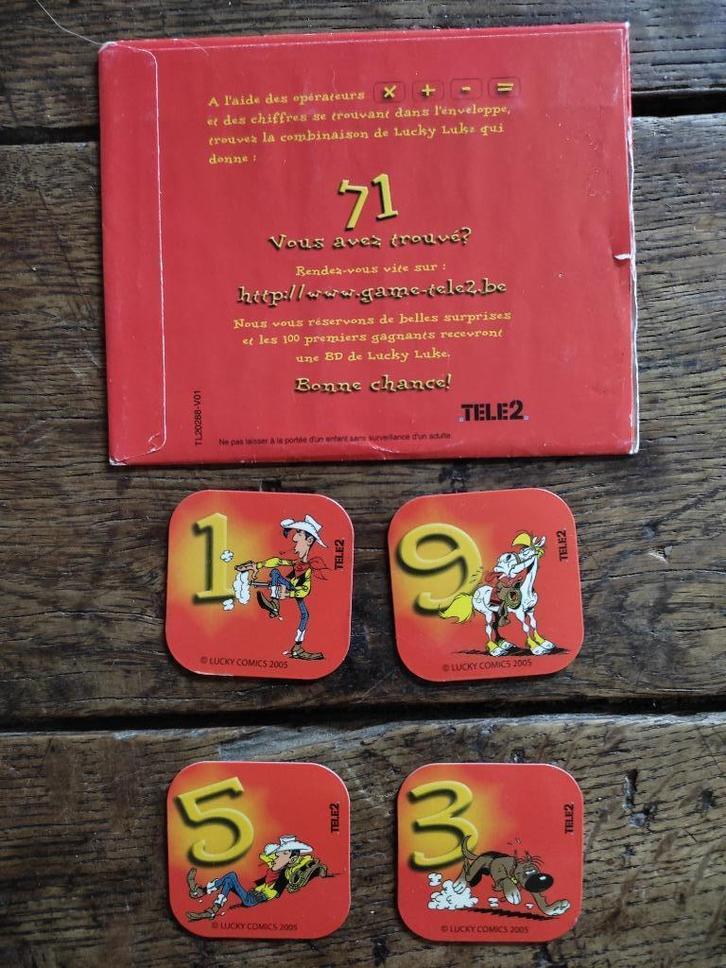 A l'aide des opérateurs × + - =
et des chiffres se trouvant dans l'enveloppe,
trouvez la combinaison de Lucky Luke qui
donne :
71
Vous avez trouvé?
Rendez-vous vite sur :
http://www.game-tele2.be
Nous vous réservons de belles surprises
et les 100 premiers gagnants recevront
une BD de Lucky Luke.
Bonne chance!
TELE2
TL20268-V01
Ne pas laisser à la portée d'un enfant sans surveillance d'un adulte.
1
TELE2
© LUCKY COMICS 2005
9
TELE2
© LUCKY COMICS 2005
5
TELE2
© LUCKY COMICS 2005
3
TELE2
© LUCKY COMICS 2005